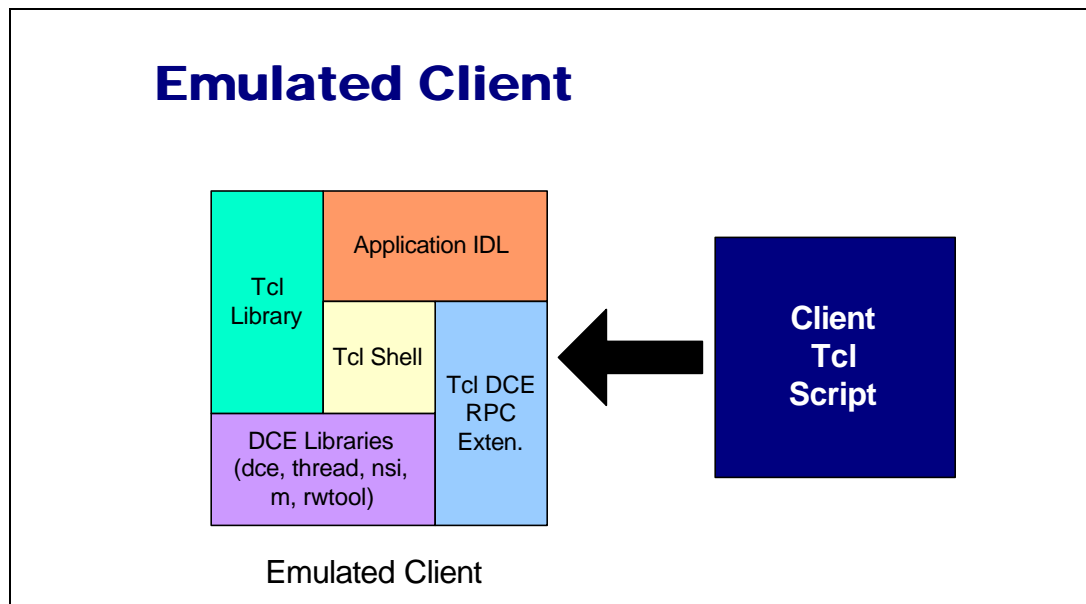 Emulated Client
Application IDL
Tcl
Library
Tcl Shell
Tcl DCE
RPC
Exten.
DCE Libraries
(dce, thread, nsi,
m, rwtool)
Client
Tcl
Script
Emulated Client